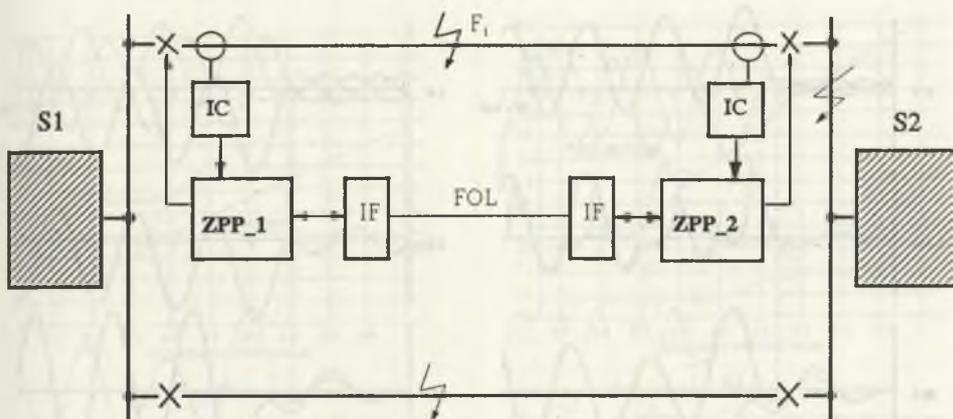 F₁
IC
IC
S1
S2
ZPP_1
IF
FOL
IF
ZPP_2